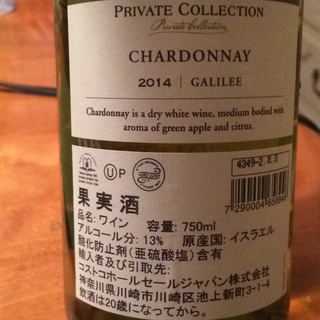 PRIVATE COLLECTION
Private Collection
CHARDONNAY
2014 | GALILEE
Chardonnay is a dry white wine, medium bodied with
aroma of green apple and citrus.
U P
果実酒
品名: ワイン 容量: 750ml
アルコール分: 13% 原産国: イスラエル
酸化防止剤(亜硫酸塩)含有
輸入者及び引取先:
コストコホールセールジャパン株式会社
神奈川県川崎市川崎区池上新町3-1-4
飲酒は20歳になってから。